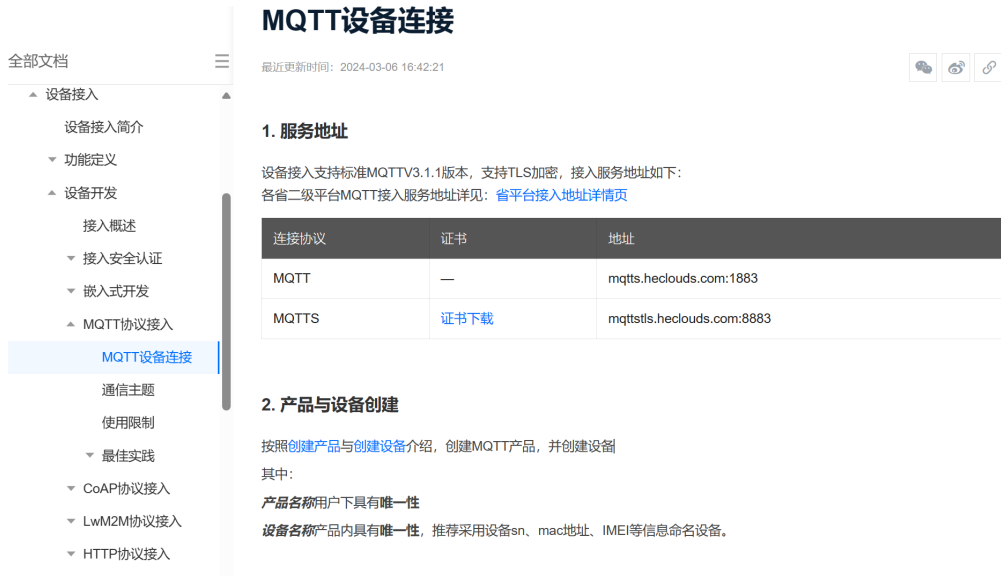 MQTT设备连接
全部文档
最近更新时间：2024-03-06 16:42:21
设备接入
设备接入简介
功能定义
设备开发
接入概述
接入安全认证
嵌入式开发
MQTT协议接入
MQTT设备连接
通信主题
使用限制
最佳实践
CoAP协议接入
LwM2M协议接入
HTTP协议接入
1. 服务地址
设备接入支持标准MQTTV3.1.1版本，支持TLS加密，接入服务地址如下：
各省二级平台MQTT接入服务地址详见：省平台接入地址详情页
连接协议 证书 地址
MQTT — mqtts.heclouds.com:1883
MQTTS 证书下载 mqttstls.heclouds.com:8883
2. 产品与设备创建
按照创建产品与创建设备介绍，创建MQTT产品，并创建设备
其中：
产品名称用户下具有唯一性
设备名称产品内具有唯一性，推荐采用设备sn、mac地址、IMEI等信息命名设备。